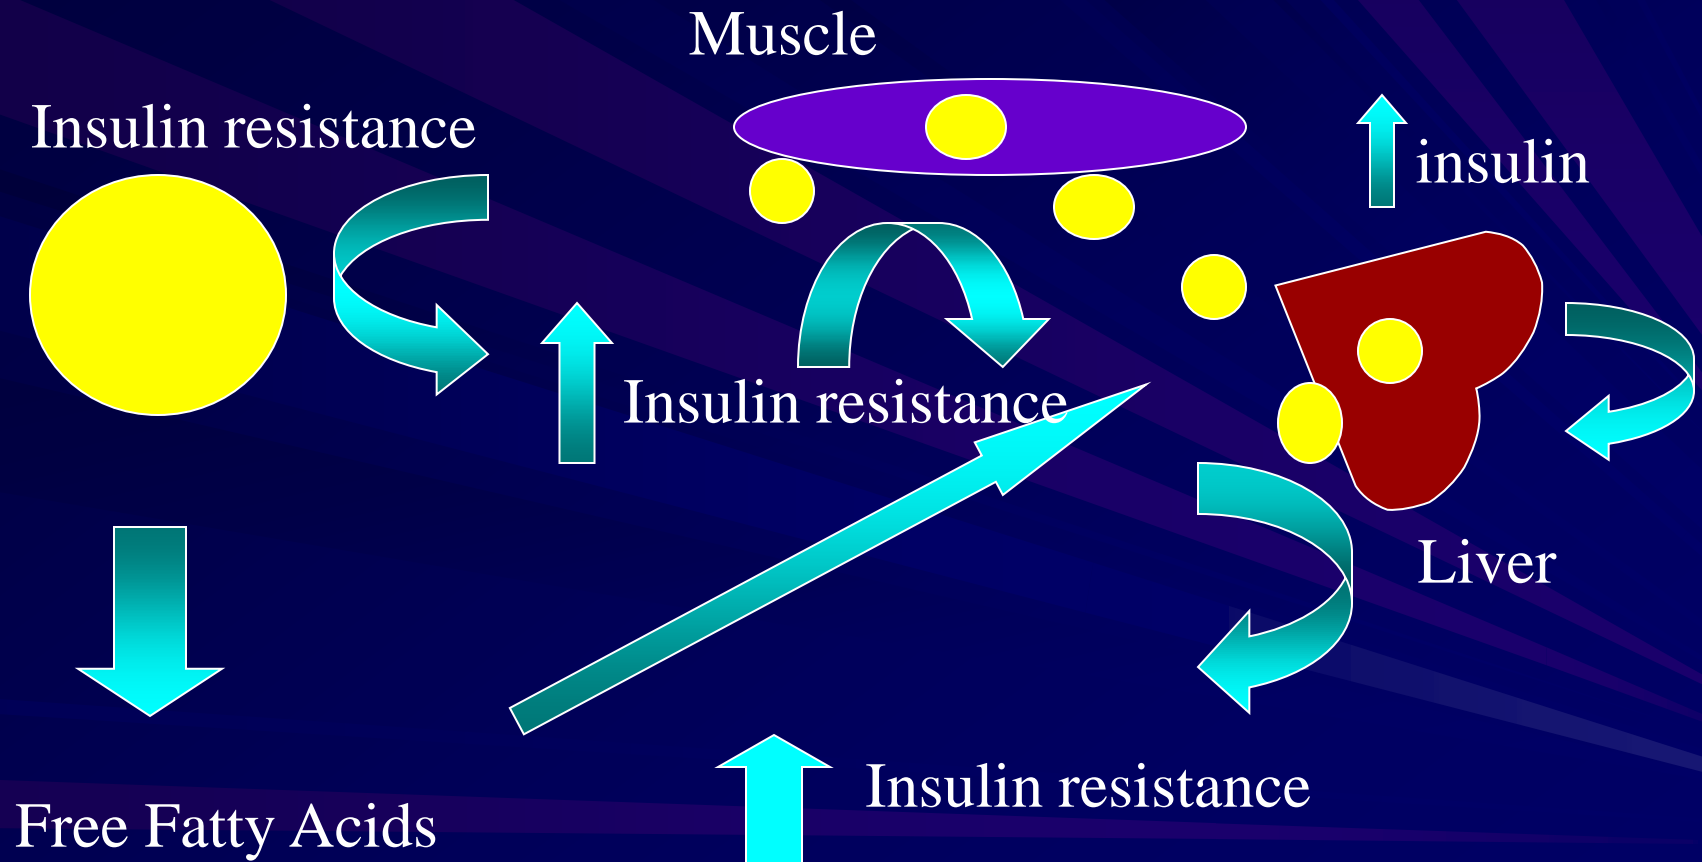 Muscle
Insulin resistance
insulin
Insulin resistance
Liver
Insulin resistance
Free Fatty Acids